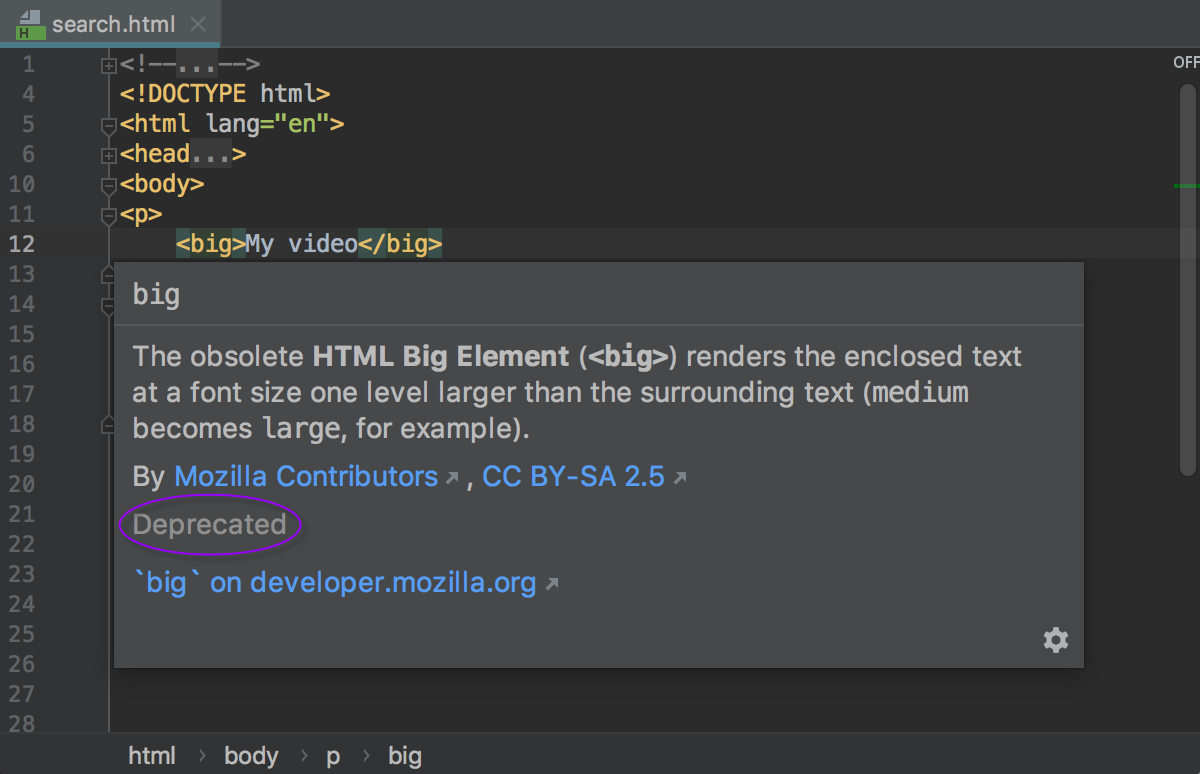 search.html
OFF
1 <!--...-->
4 <!DOCTYPE html>
5 <html lang="en">
6 <head...>
10 <body>
11 <p>
12 <big>My video</big>
13
14
15
16
17
18
19
20
21
22
23
24
25
26
27
28
big
The obsolete HTML Big Element (<big>) renders the enclosed text
at a font size one level larger than the surrounding text (medium
becomes large, for example).
By Mozilla Contributors , CC BY-SA 2.5
Deprecated
`big` on developer.mozilla.org
html › body › p › big